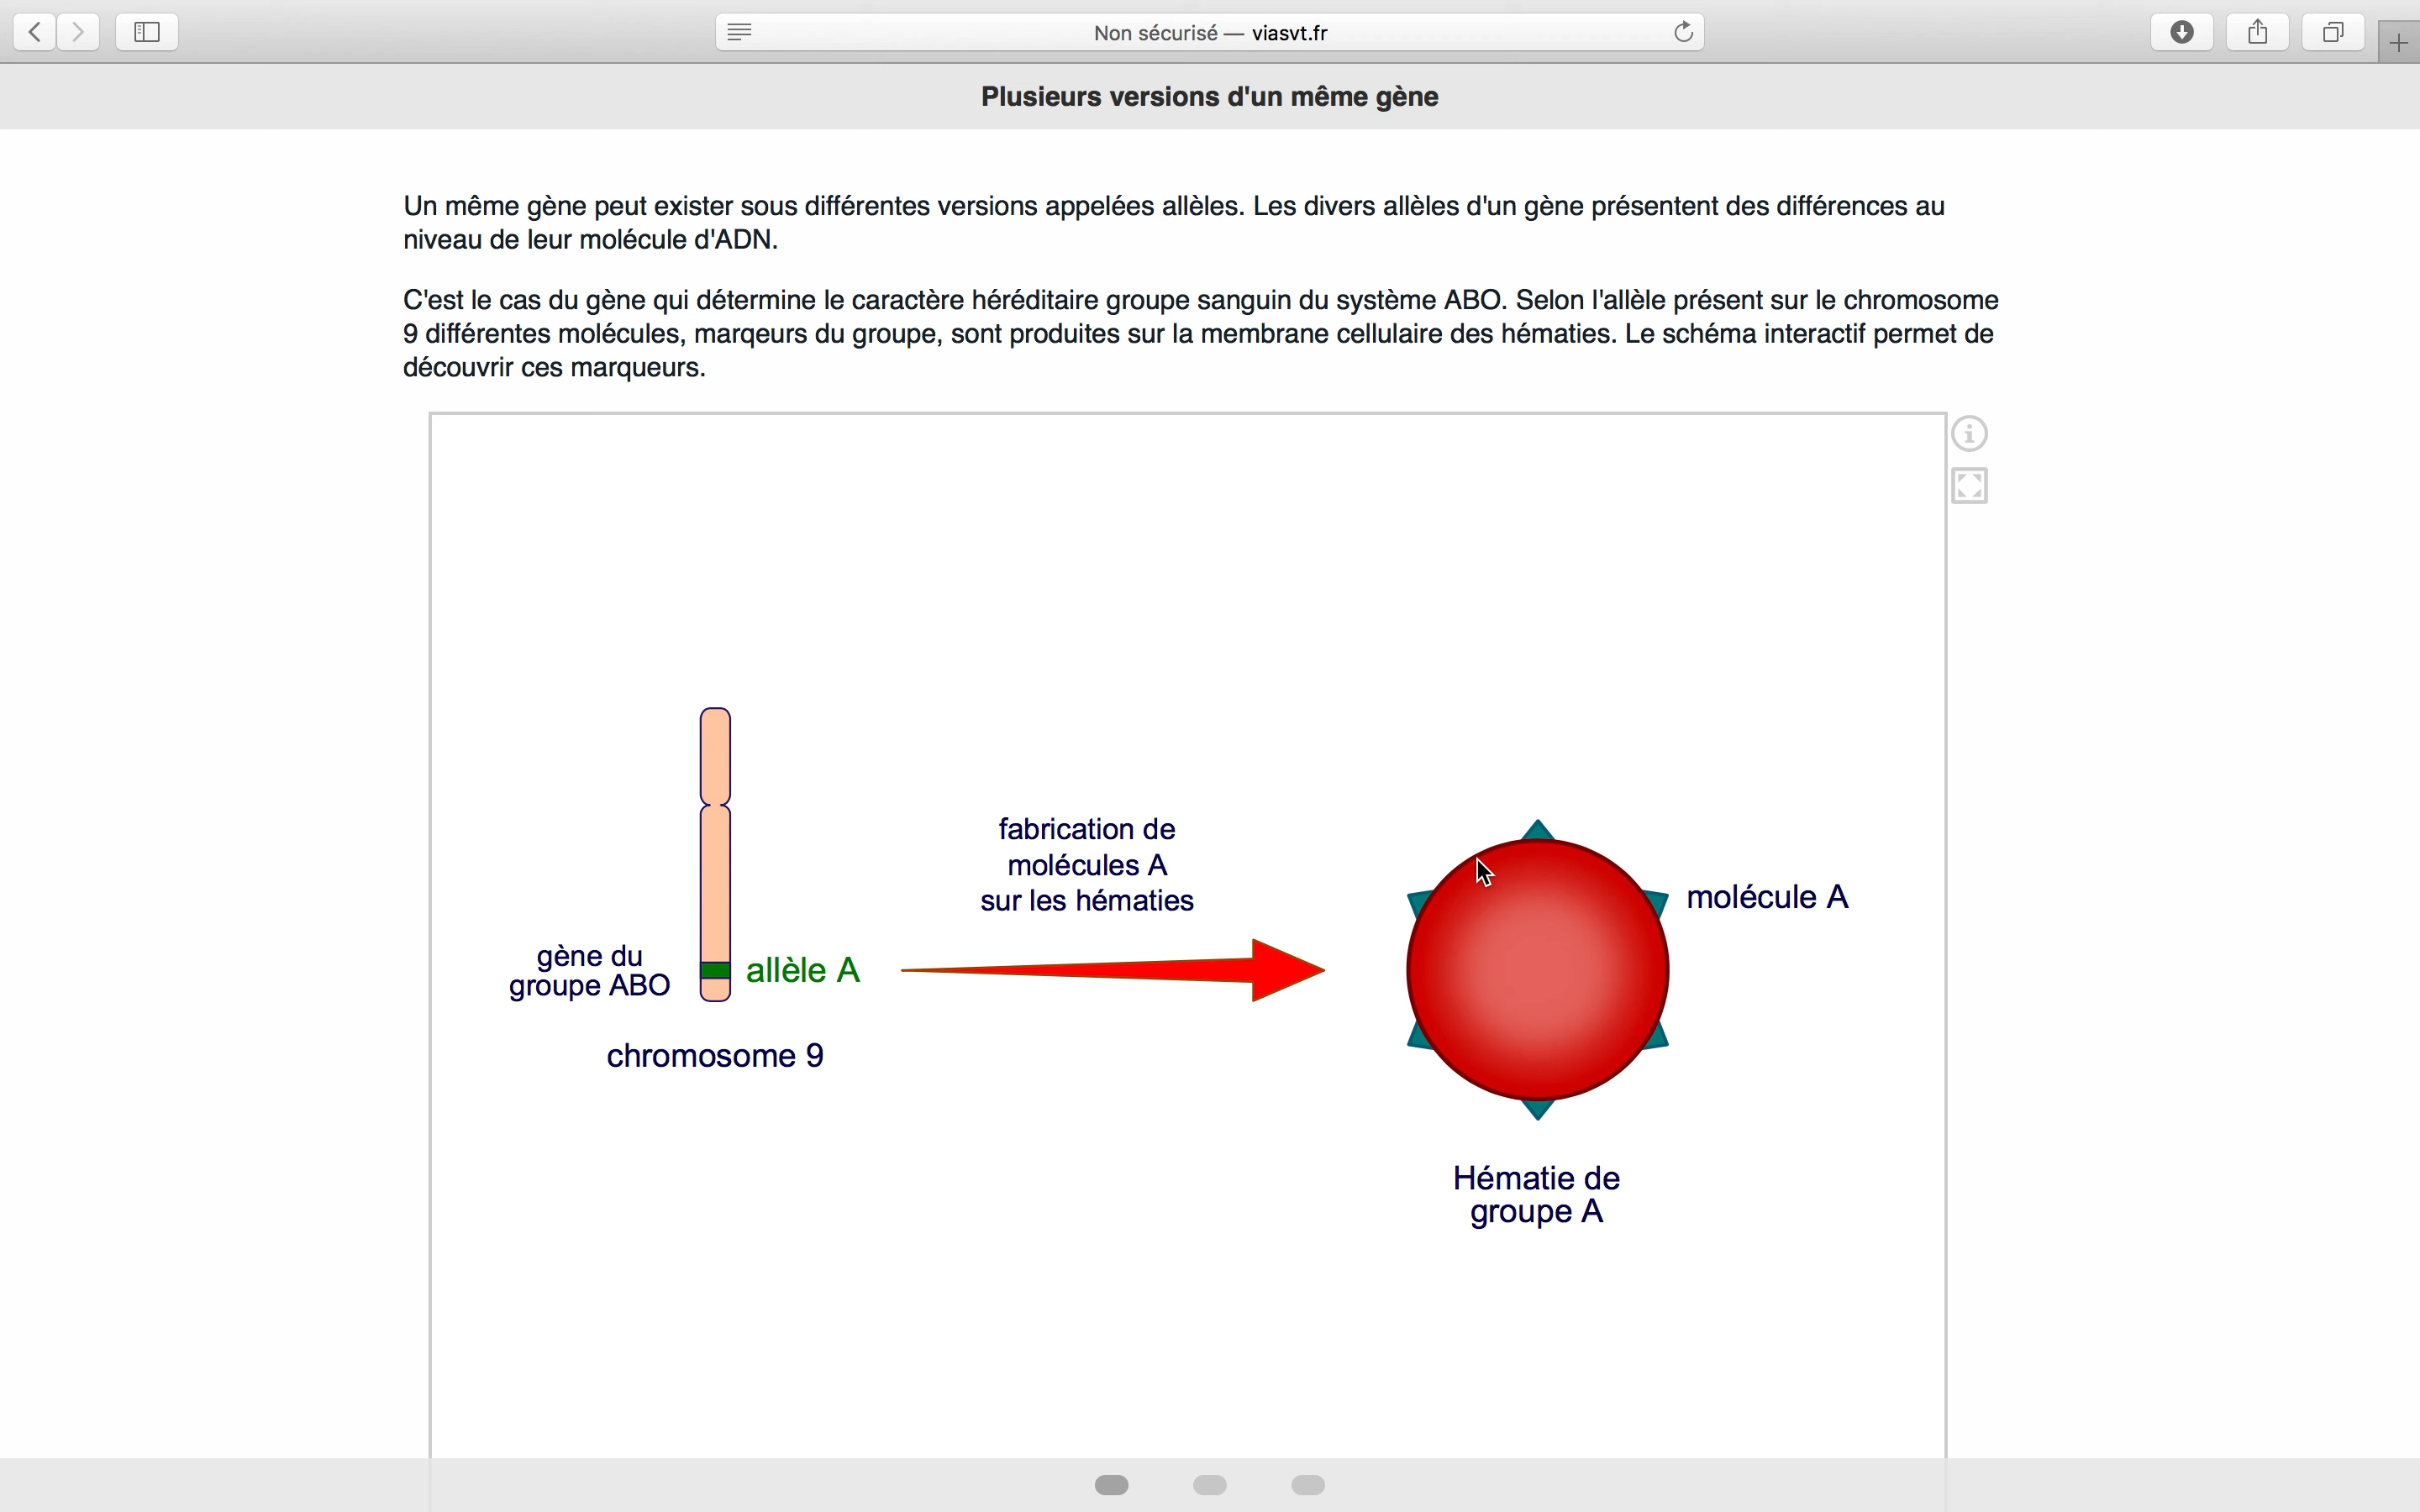 Non sécurisé — viasvt.fr
Plusieurs versions d'un même gène
Un même gène peut exister sous différentes versions appelées allèles. Les divers allèles d'un gène présentent des différences au
niveau de leur molécule d'ADN.
C'est le cas du gène qui détermine le caractère héréditaire groupe sanguin du système ABO. Selon l'allèle présent sur le chromosome
9 différentes molécules, marqeurs du groupe, sont produites sur la membrane cellulaire des hématies. Le schéma interactif permet de
découvrir ces marqueurs.
fabrication de
molécules A
sur les hématies
molécule A
gène du
groupe ABO
allèle A
chromosome 9
Hématie de
groupe A